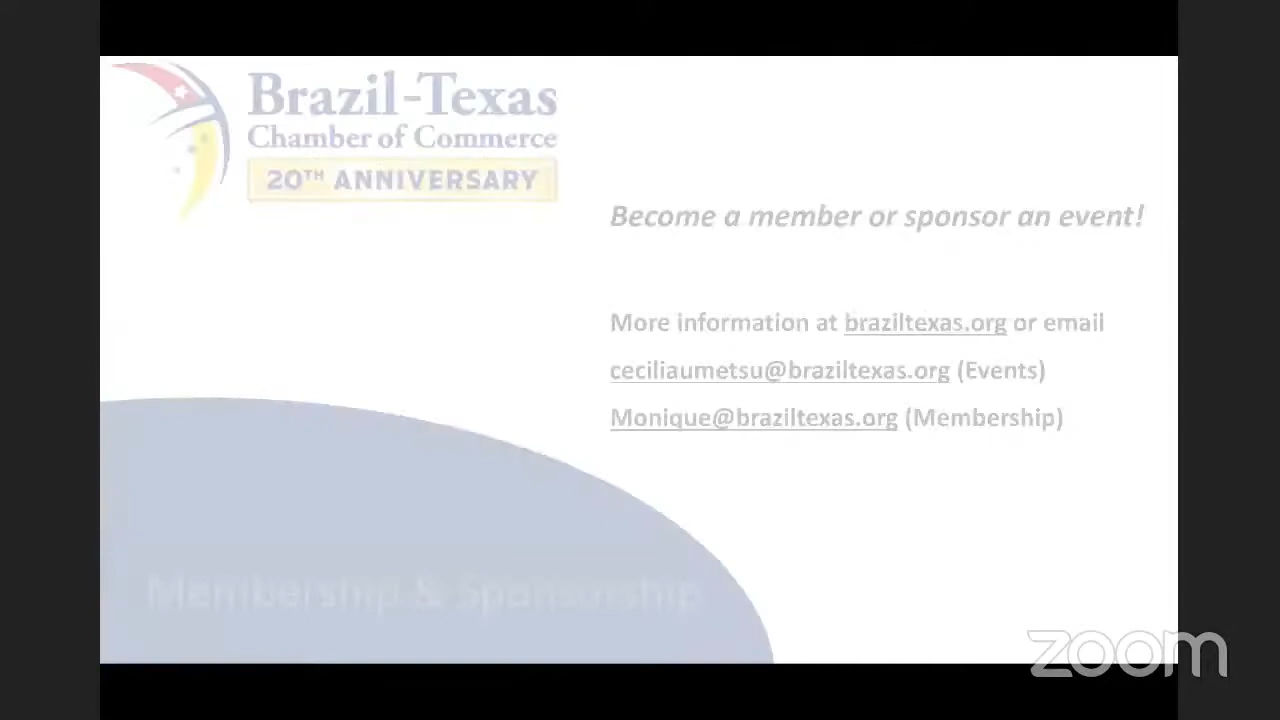 Brazil-Texas
Chamber of Commerce
20TH ANNIVERSARY
Become a member or sponsor an event!
More information at braziltexas.org or email
ceciliaumetsu@braziltexas.org (Events)
Monique@braziltexas.org (Membership)
Membership & Sponsorship
zoom